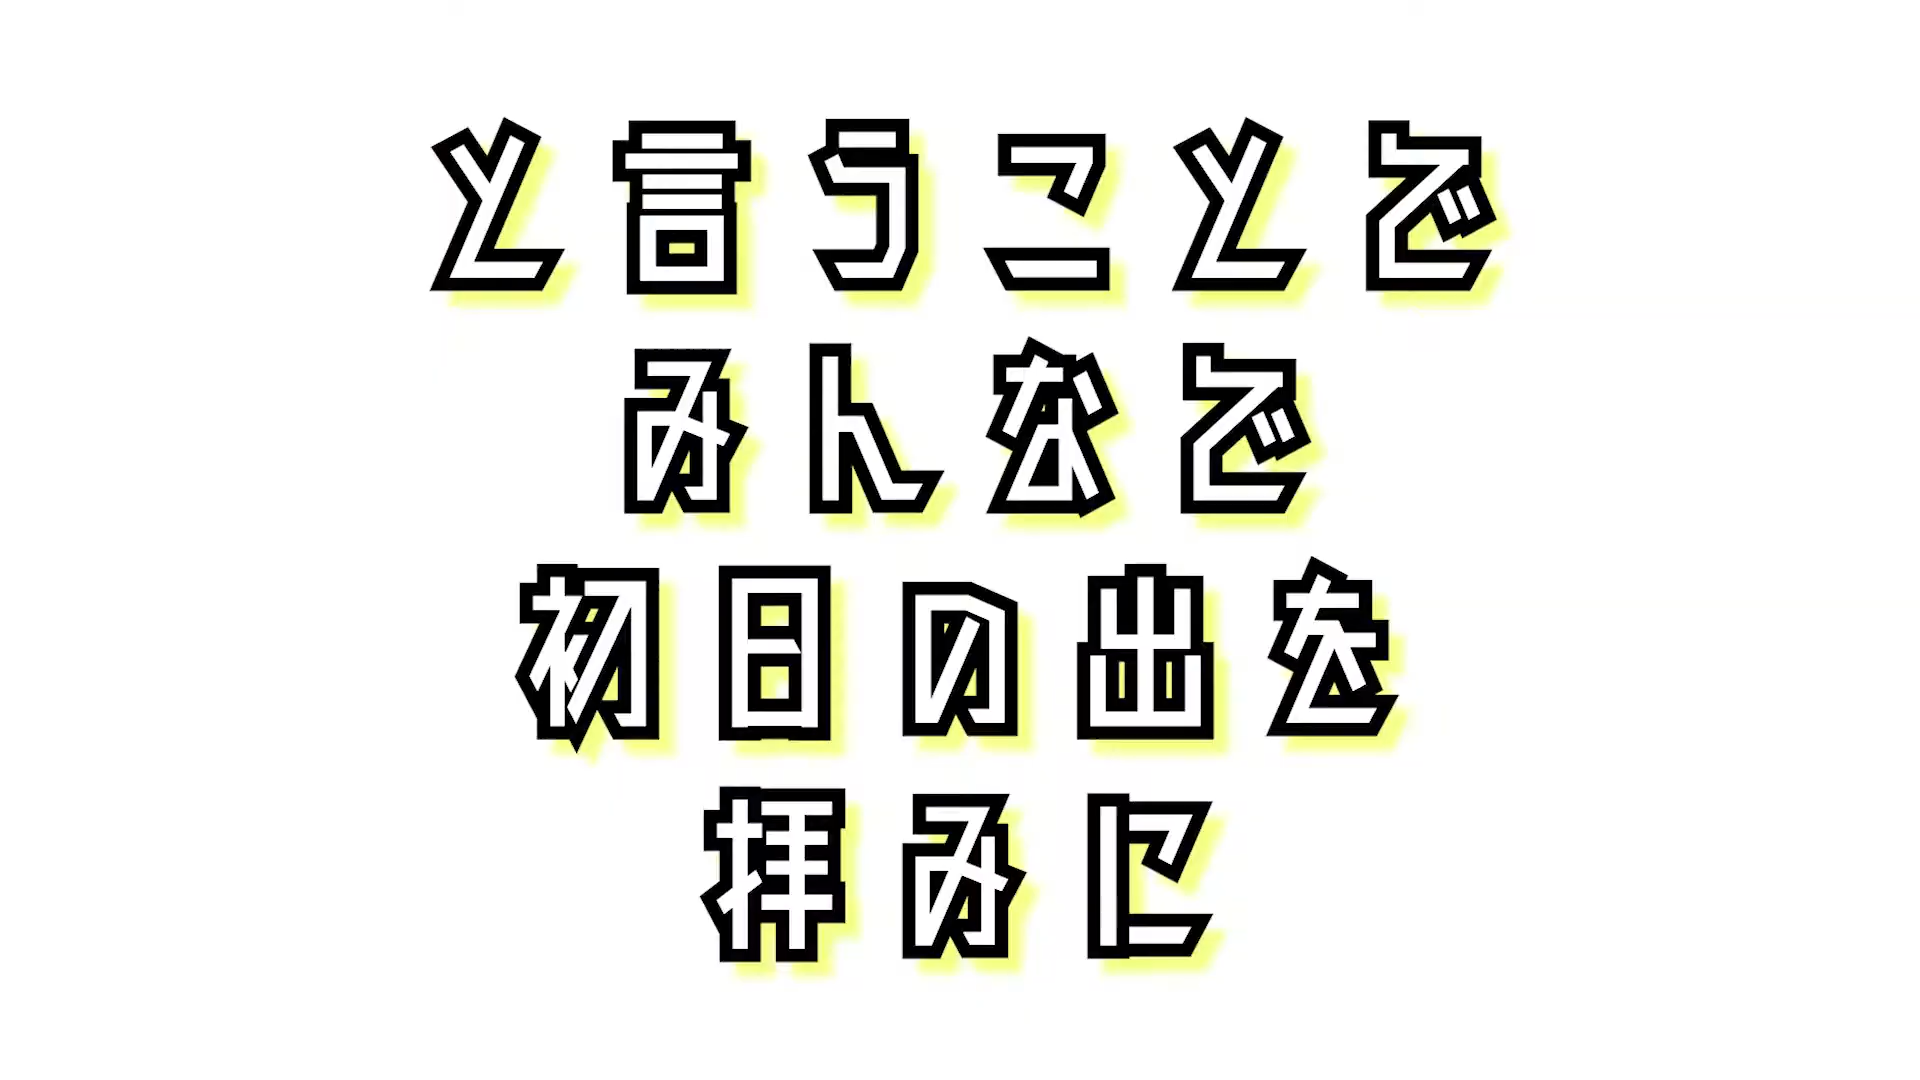 と言うことで
みんなで
初日の出を
拝みに